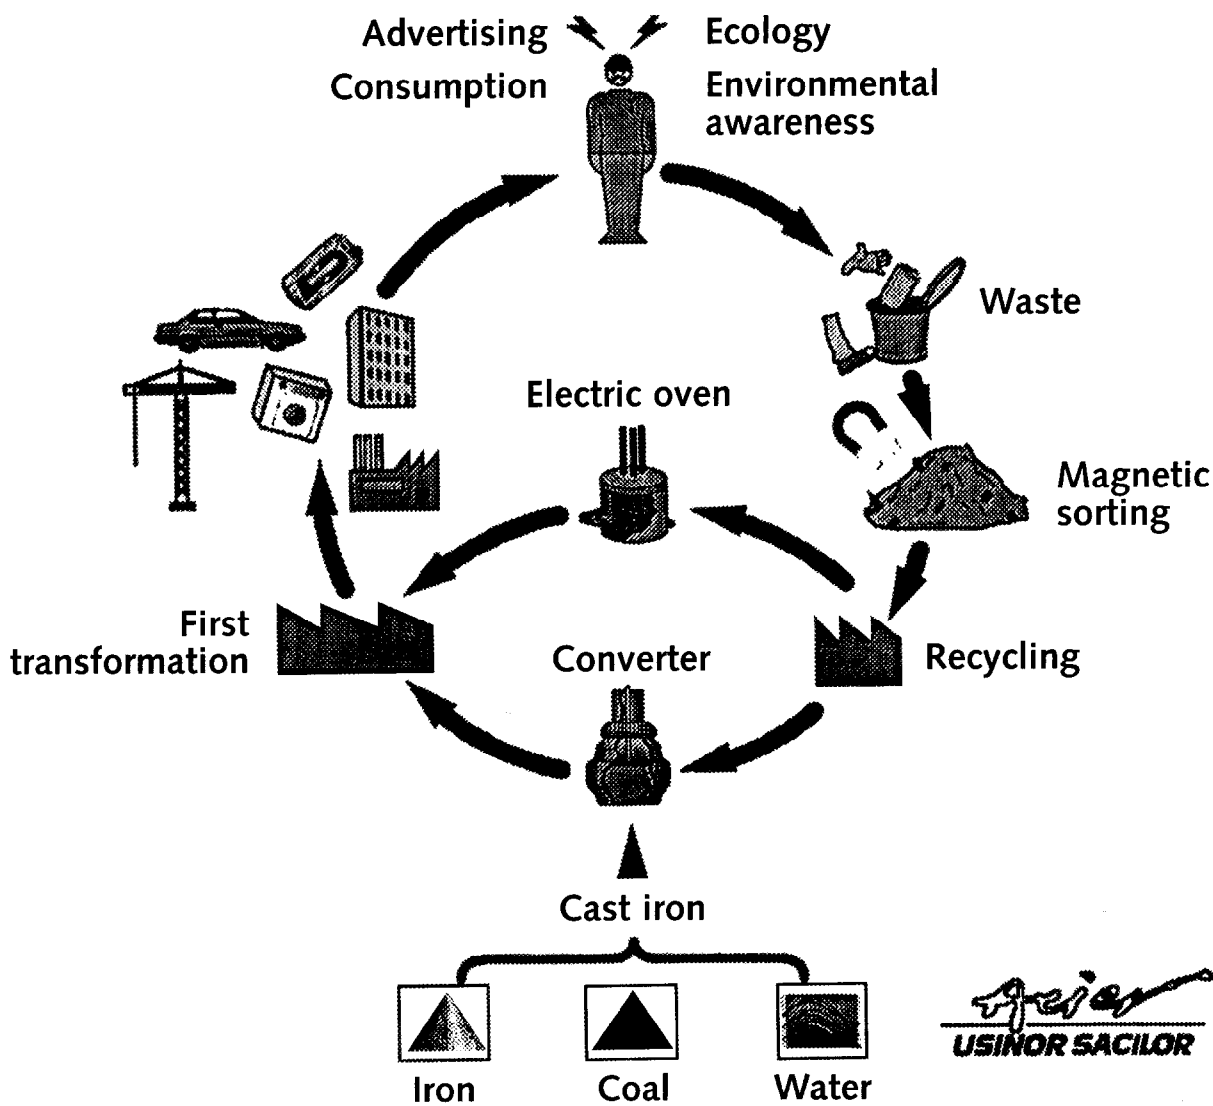 Advertising
Consumption
Ecology
Environmental
awareness
Waste
Electric oven
Magnetic
sorting
First
transformation
Converter
Recycling
Cast iron
Iron
Coal
Water
acier
USINOR SACILOR